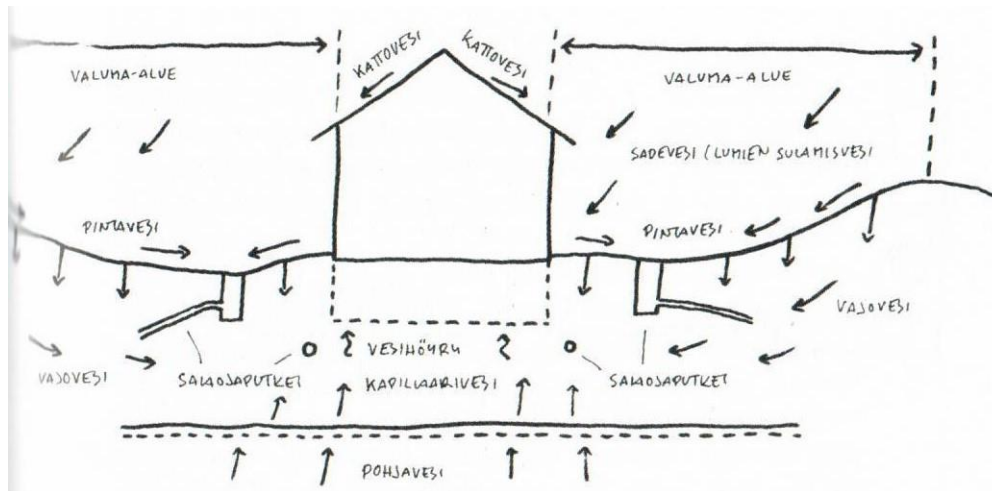 KATTOVESI
KATTOVESI
VALUMA-ALUE
VALUMA-ALUE
SADEVESI (LUMIEN SULAMISVESI
PINTAVESI
PINTAVESI
VAJOVESI
VESIHÖYRY
VAJOVESI
SALAOJAPUTKET
KAPILLAARIVESI
SALAOJAPUTKET
POHJAVESI